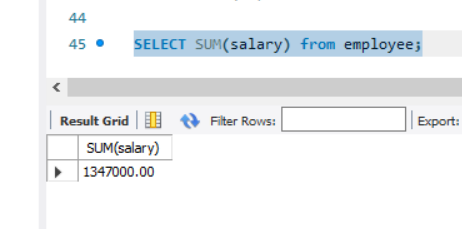 44
45 SELECT SUM(salary) from employee;
Result Grid Filter Rows: Export:
SUM(salary)
1347000.00